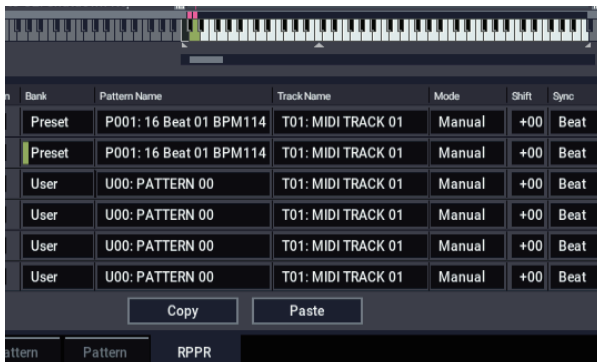 Bank Pattern Name Track Name Mode Shift Sync
Preset P001: 16 Beat 01 BPM114 T01: MIDI TRACK 01 Manual +00 Beat
Preset P001: 16 Beat 01 BPM114 T01: MIDI TRACK 01 Manual +00 Beat
User U00: PATTERN 00 T01: MIDI TRACK 01 Manual +00 Beat
User U00: PATTERN 00 T01: MIDI TRACK 01 Manual +00 Beat
User U00: PATTERN 00 T01: MIDI TRACK 01 Manual +00 Beat
User U00: PATTERN 00 T01: MIDI TRACK 01 Manual +00 Beat
Copy Paste
attern Pattern RPPR